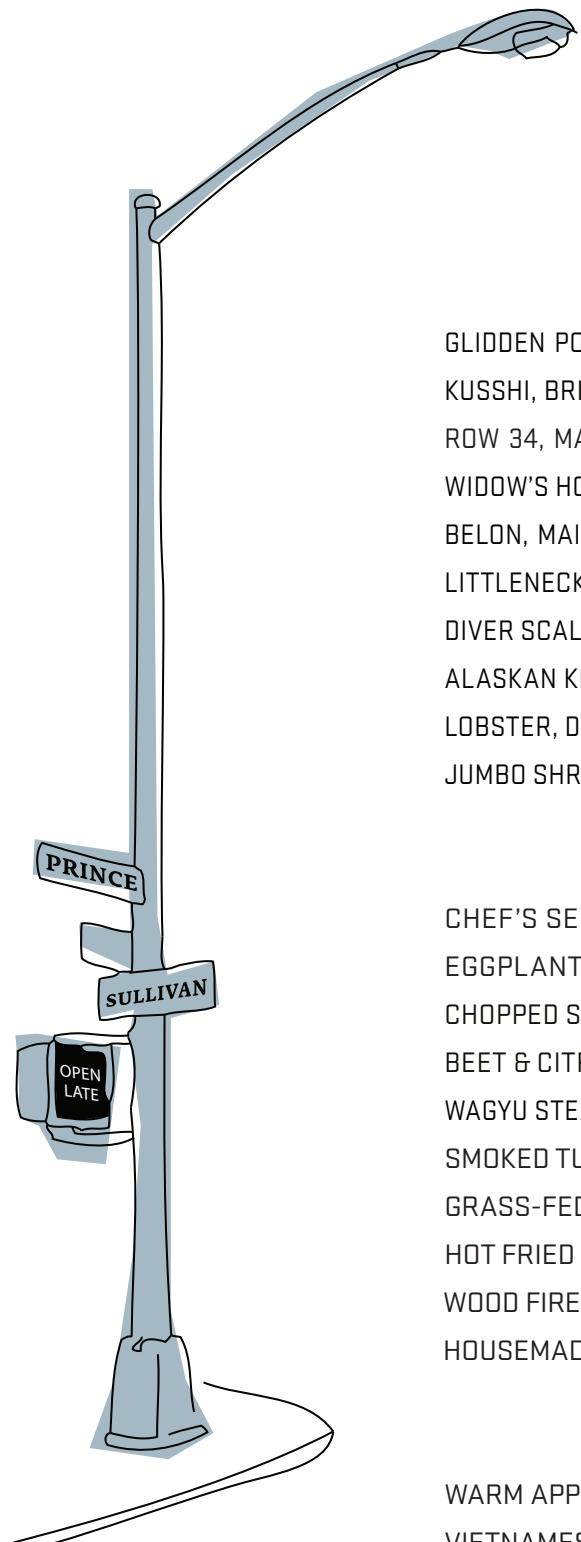 GLIDDEN PO
KUSSHI, BRI
ROW 34, MA
WIDOW'S HO
BELON, MAI
LITTLENECK
DIVER SCAL
ALASKAN KI
LOBSTER, D
JUMBO SHR
PRINCE
CHEF'S SE
EGGPLANT
SULLIVAN
CHOPPED S
OPEN
LATE
BEET & CIT
WAGYU STE
SMOKED TU
GRASS-FED
HOT FRIED
WOOD FIRE
HOUSEMAD
WARM APP
VIETNAMES